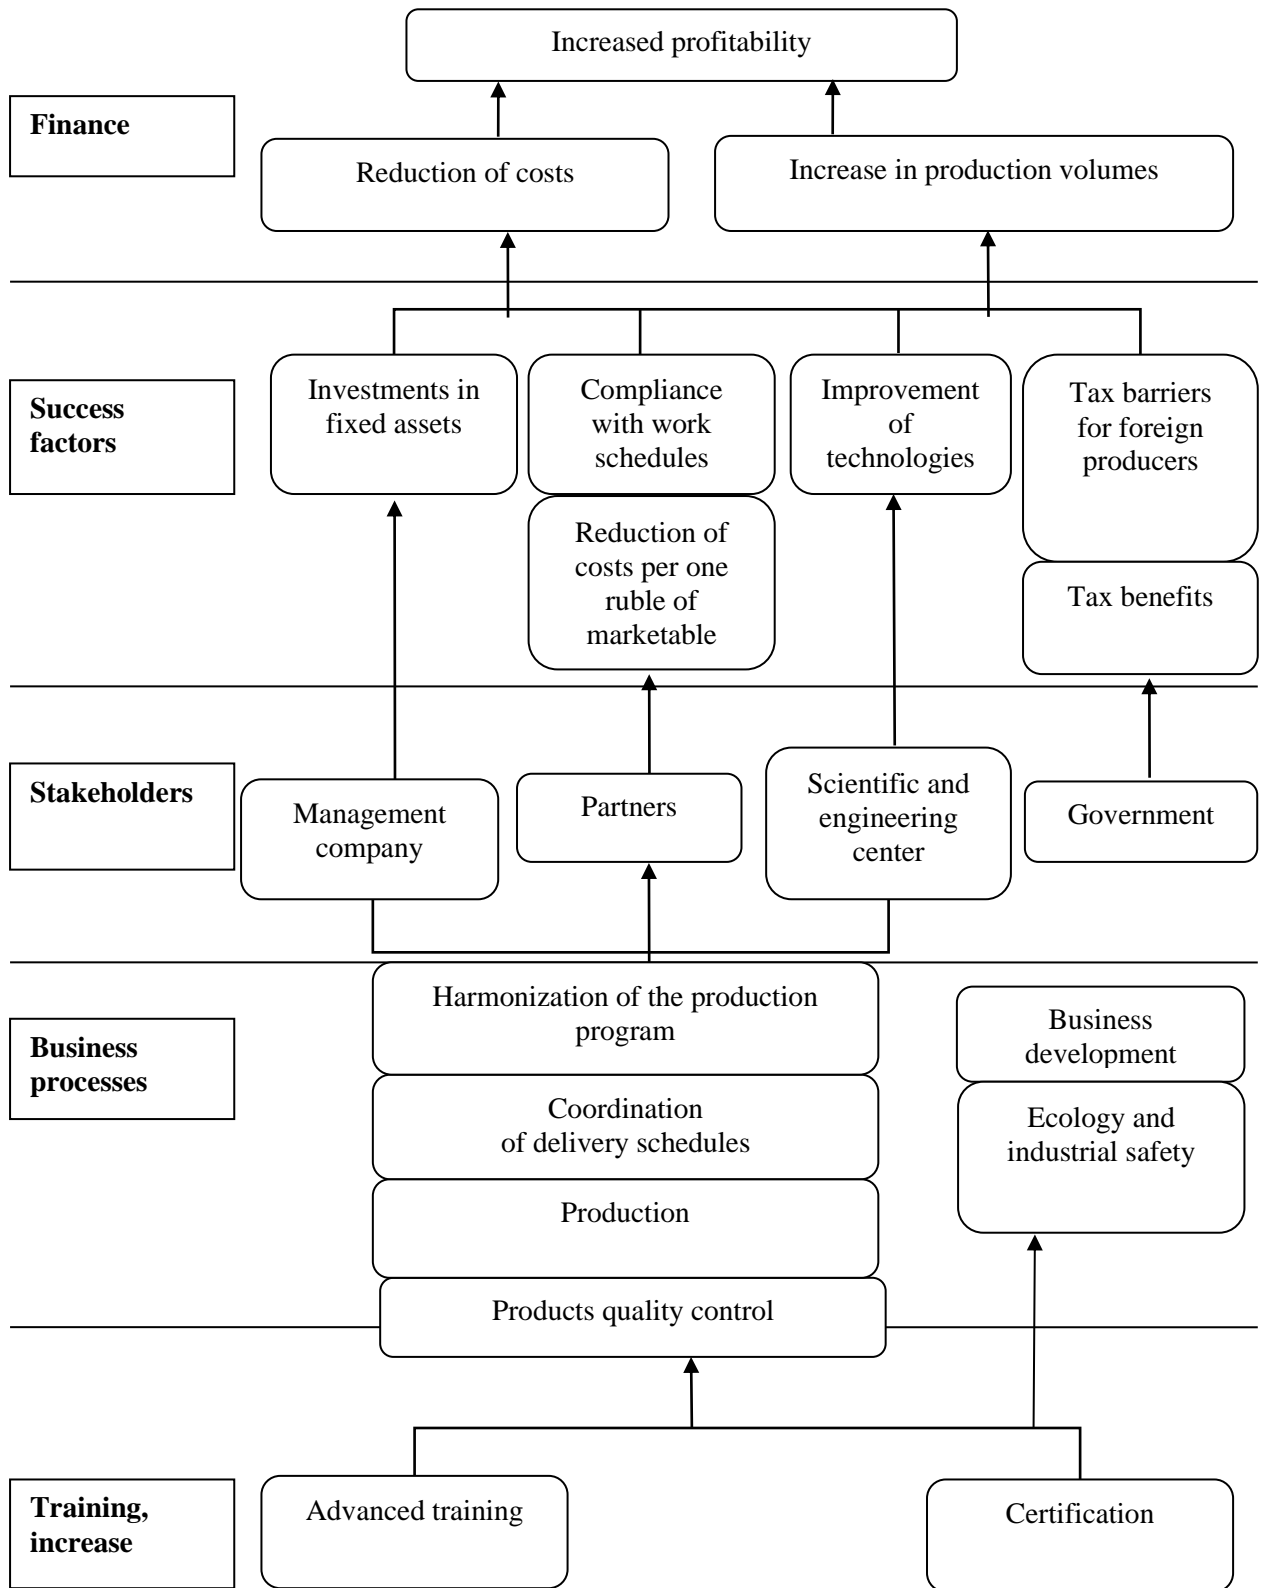 Increased profitability
Finance
Reduction of costs
Increase in production volumes
Success
factors
Investments in
fixed assets
Compliance
with work
schedules
Improvement
of
technologies
Tax barriers
for foreign
producers
Reduction of
costs per one
ruble of
marketable
Tax benefits
Stakeholders
Management
company
Partners
Scientific and
engineering
center
Government
Business
processes
Harmonization of the production
program
Business
development
Coordination
of delivery schedules
Ecology and
industrial safety
Production
Products quality control
Training,
increase
Advanced training
Certification